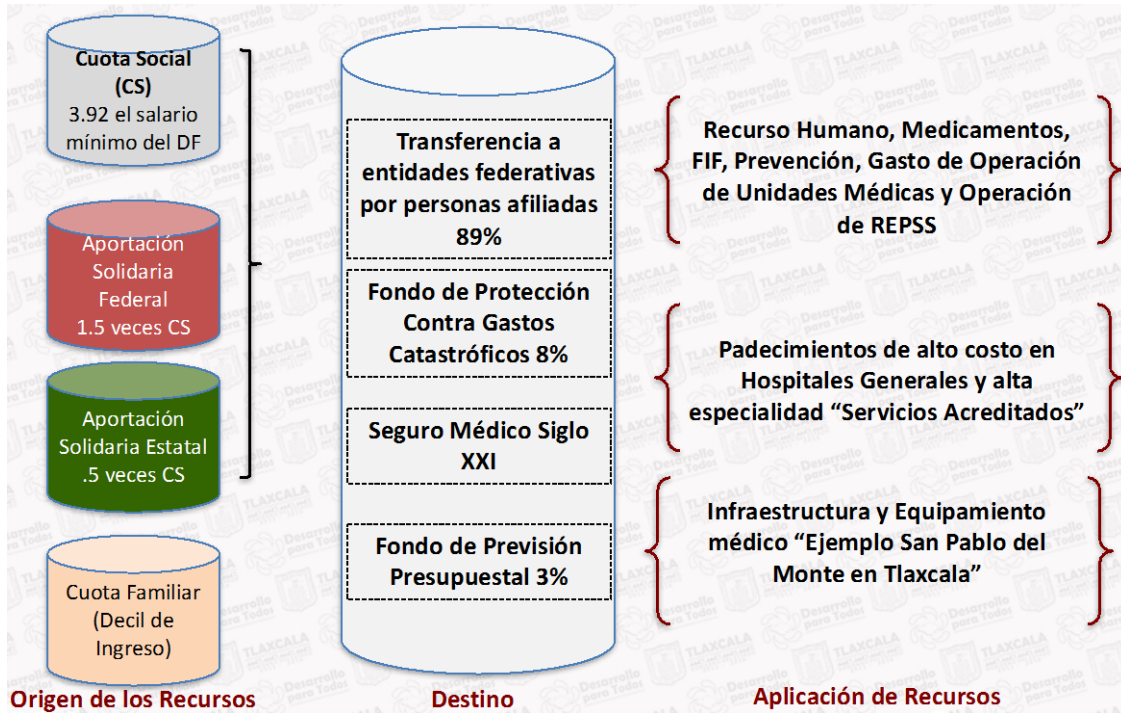 Cuota Social
(CS)
3.92 el salario
mínimo del DF
Aportación
Solidaria
Federal
1.5 veces CS
Aportación
Solidaria Estatal
.5 veces CS
Cuota Familiar
(Decil de
Ingreso)
Origen de los Recursos
Transferencia a
entidades federativas
por personas afiliadas
89%
Fondo de Protección
Contra Gastos
Catastróficos 8%
Seguro Médico Siglo
XXI
Fondo de Previsión
Presupuestal 3%
Destino
Recurso Humano, Medicamentos,
FIF, Prevención, Gasto de Operación
de Unidades Médicas y Operación
de REPSS
Padecimientos de alto costo en
Hospitales Generales y alta
especialidad “Servicios Acreditados”
Infraestructura y Equipamiento
médico “Ejemplo San Pablo del
Monte en Tlaxcala”
Aplicación de Recursos
TLAXCALA
Desarrollo
para Todos